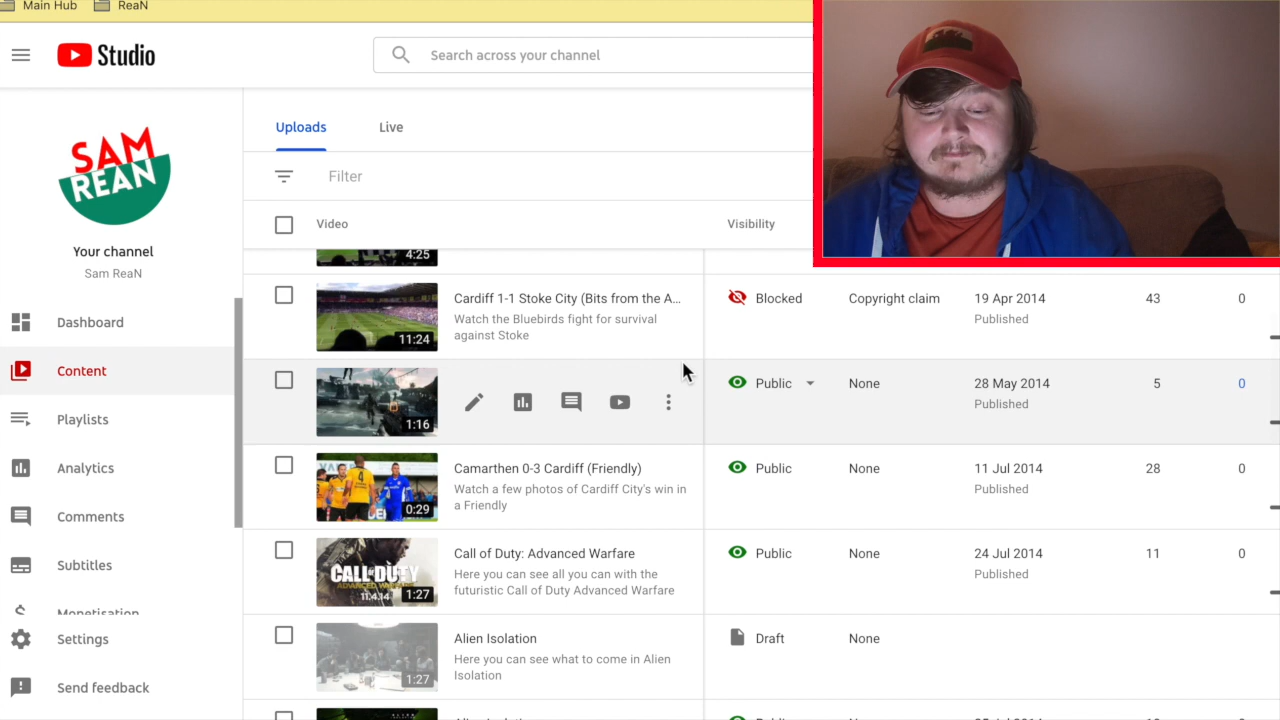 Main Hub ReaN
Studio
Search across your channel
SAM
REAN
Your channel
Sam ReaN
Dashboard
Content
Playlists
Analytics
Comments
Subtitles
Monetisation
Settings
Send feedback
Uploads Live
Filter
Video Visibility
4:25
11:24
Cardiff 1-1 Stoke City (Bits from the A...
Watch the Bluebirds fight for survival
against Stoke
Blocked Copyright claim 19 Apr 2014 43 0
Published
1:16
Public None 28 May 2014 5 0
Published
0:29
Camarthen 0-3 Cardiff (Friendly)
Watch a few photos of Cardiff City's win in
a Friendly
Public None 11 Jul 2014 28 0
Published
CALL OF DUTY
ADVANCED WARFARE
11.4.14
1:27
Call of Duty: Advanced Warfare
Here you can see all you can with the
futuristic Call of Duty Advanced Warfare
Public None 24 Jul 2014 11 0
Published
1:27
Alien Isolation
Here you can see what to come in Alien
Isolation
Draft None